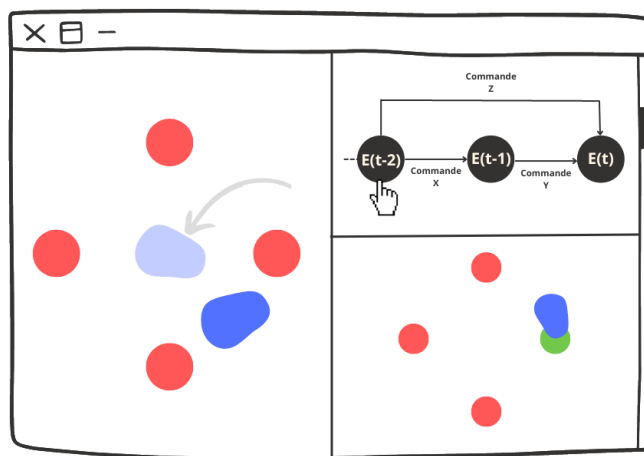 Commande
Z
E(t-2)
E(t-1)
E(t)
Commande
X
Commande
Y